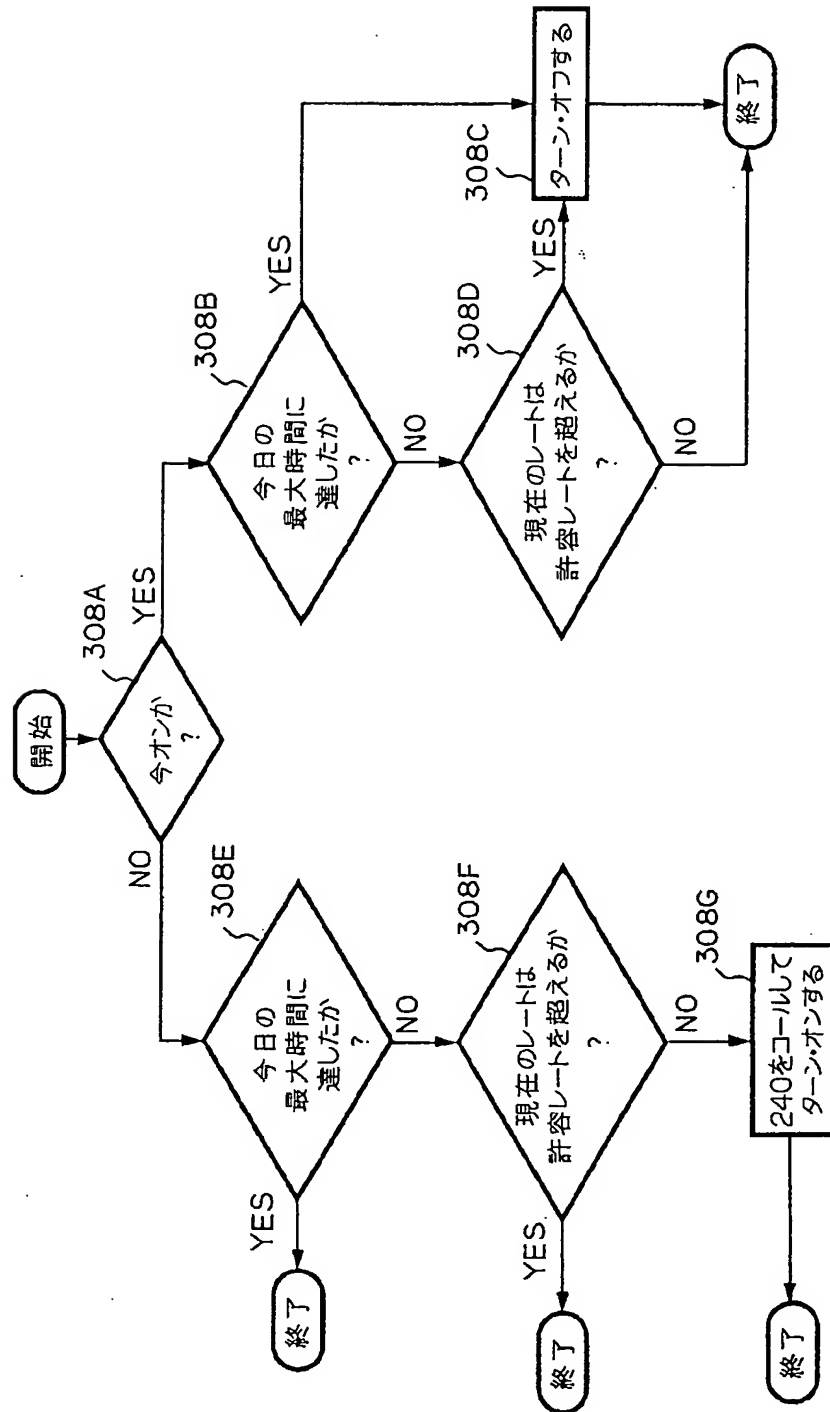 開始
308A
今オンか
?
NO
YES
308E
今日の
最大時間に
達したか
?
YES
NO
終了
308F
現在のレートは
許容レートを超えるか
?
YES
NO
終了
308G
240をコールして
ターン・オンする
終了
308B
今日の
最大時間に
達したか
?
YES
NO
308D
現在のレートは
許容レートを超えるか
?
YES
NO
308C
ターン・オフする
終了